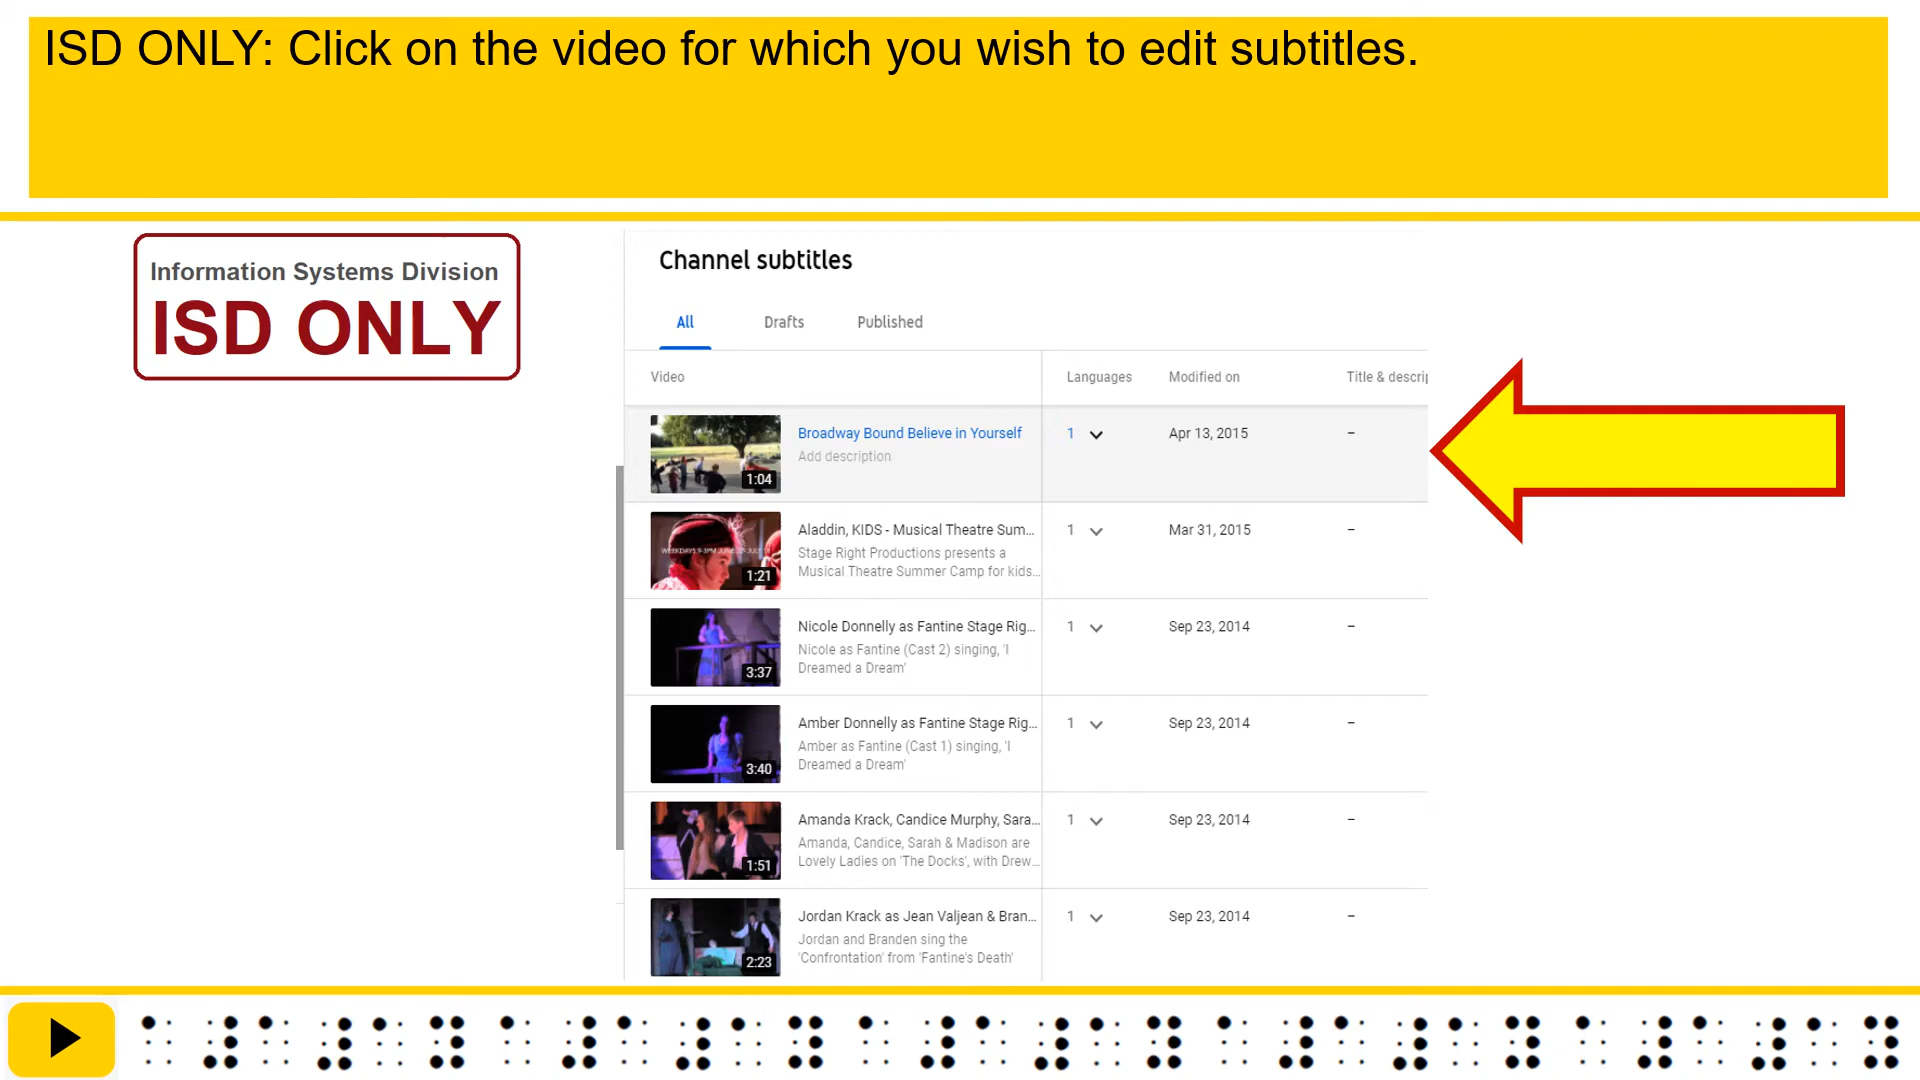 ISD ONLY: Click on the video for which you wish to edit subtitles.
Information Systems Division
ISD ONLY
Channel subtitles
All Drafts Published
Video Languages Modified on Title & descrip
Broadway Bound Believe in Yourself 1 Apr 13, 2015 –
Add description
1:04
Aladdin, KIDS - Musical Theatre Sum... 1 Mar 31, 2015 –
WEEKDAYS 9-3PM JUNE
Stage Right Productions presents a
Musical Theatre Summer Camp for kids...
1:21
Nicole Donnelly as Fantine Stage Rig... 1 Sep 23, 2014 –
Nicole as Fantine (Cast 2) singing, 'I
Dreamed a Dream'
3:37
Amber Donnelly as Fantine Stage Rig... 1 Sep 23, 2014 –
Amber as Fantine (Cast 1) singing, 'I
Dreamed a Dream'
3:40
Amanda Krack, Candice Murphy, Sara... 1 Sep 23, 2014 –
Amanda, Candice, Sarah & Madison are
Lovely Ladies on 'The Docks', with Drew...
1:51
Jordan Krack as Jean Valjean & Bran... 1 Sep 23, 2014 –
Jordan and Branden sing the
'Confrontation' from 'Fantine's Death'
2:23